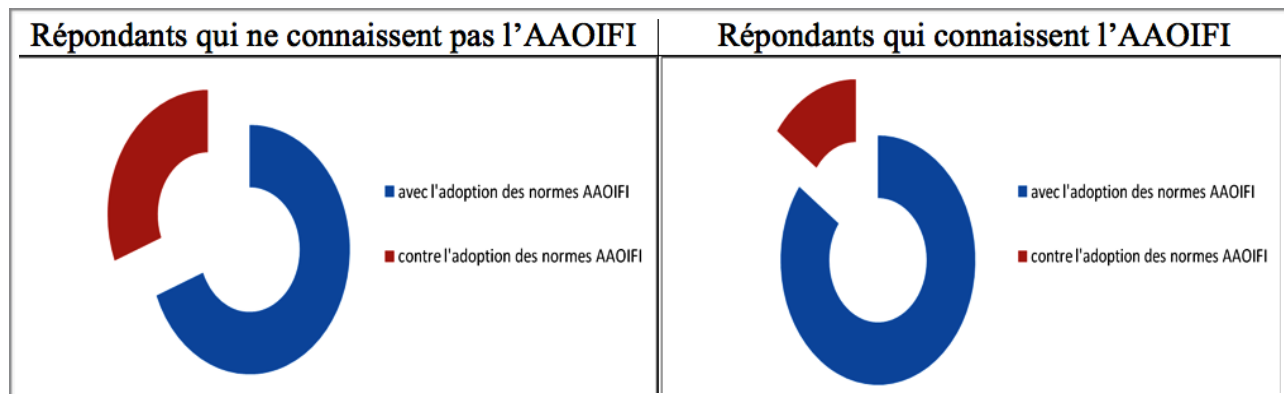 Répondants qui ne connaissent pas l'AAOIFI
Répondants qui connaissent l'AAOIFI
avec l'adoption des normes AAOIFI
contre l'adoption des normes AAOIFI
avec l'adoption des normes AAOIFI
contre l'adoption des normes AAOIFI